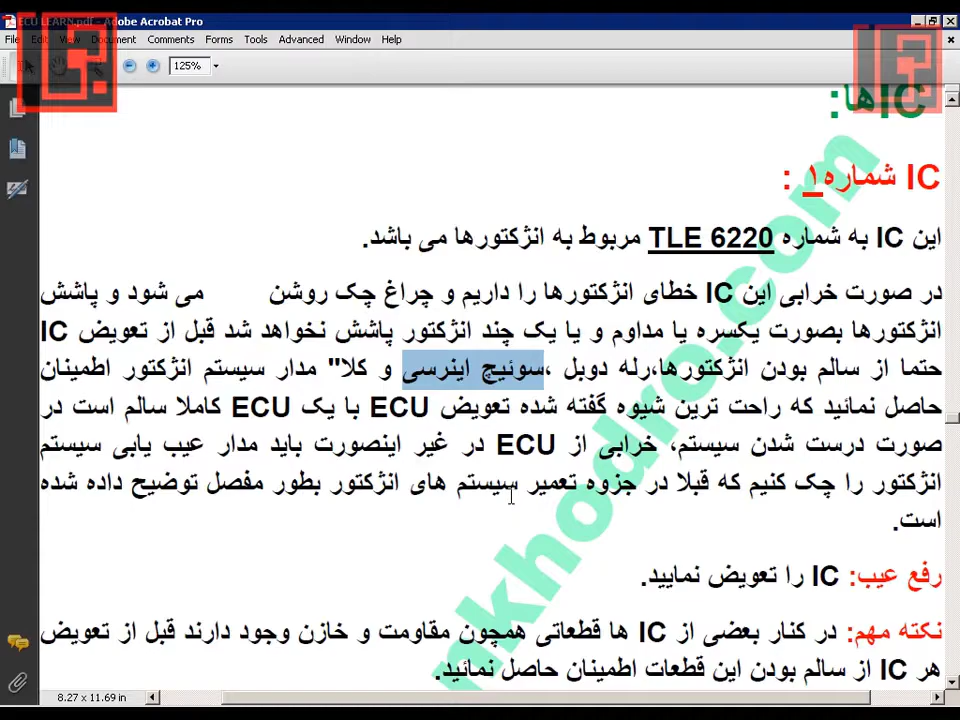 ECU LEARN.pdf - Adobe Acrobat Pro
File Edit View Document Comments Forms Tools Advanced Window Help
125%
IC ها:
IC شماره ۱ :
این IC به شماره TLE 6220 مربوط به انژکتورها می باشد.
در صورت خرابی این IC خطای انژکتورها را داریم و چراغ چک روشن می شود و پاشش
انژکتورها بصورت یکسره یا مداوم و یا یک چند انژکتور پاشش نخواهد شد قبل از تعویض IC
حتما از سالم بودن انژکتورها،رله دوبل ،سوئیچ اینرسی و کلا" مدار سیستم انژکتور اطمینان
حاصل نمائید که راحت ترین شیوه گفته شده تعویض ECU با یک ECU کاملا سالم است در
صورت درست شدن سیستم، خرابی از ECU در غیر اینصورت باید مدار عیب یابی سیستم
انژکتور را چک کنیم که قبلا در جزوه تعمیر سیستم های انژکتور بطور مفصل توضیح داده شده
است.
رفع عیب: IC را تعویض نمایید.
نکته مهم: در کنار بعضی از IC ها قطعاتی همچون مقاومت و خازن وجود دارند قبل از تعویض
هر IC از سالم بودن این قطعات اطمینان حاصل نمائید.
nkhodro.com
8.27 x 11.69 in